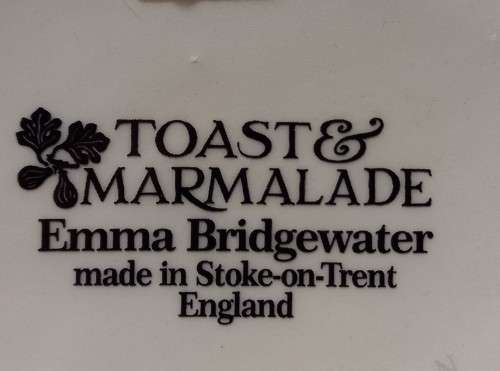 TOAST &
MARMALADE
Emma Bridgewater
made in Stoke-on-Trent
England